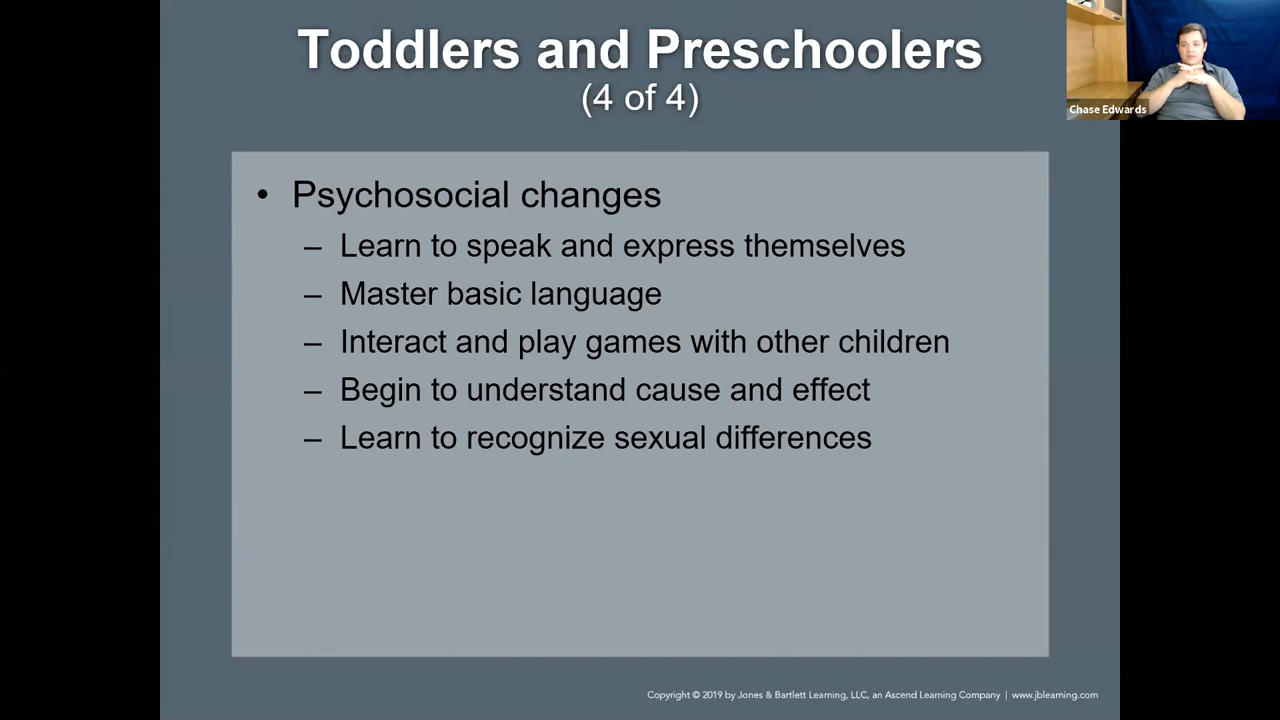 Toddlers and Preschoolers
(4 of 4)
Chase Edwards
• Psychosocial changes
– Learn to speak and express themselves
– Master basic language
– Interact and play games with other children
– Begin to understand cause and effect
– Learn to recognize sexual differences
Copyright © 2019 by Jones & Bartlett Learning, LLC, an Ascend Learning Company | www.jblearning.com